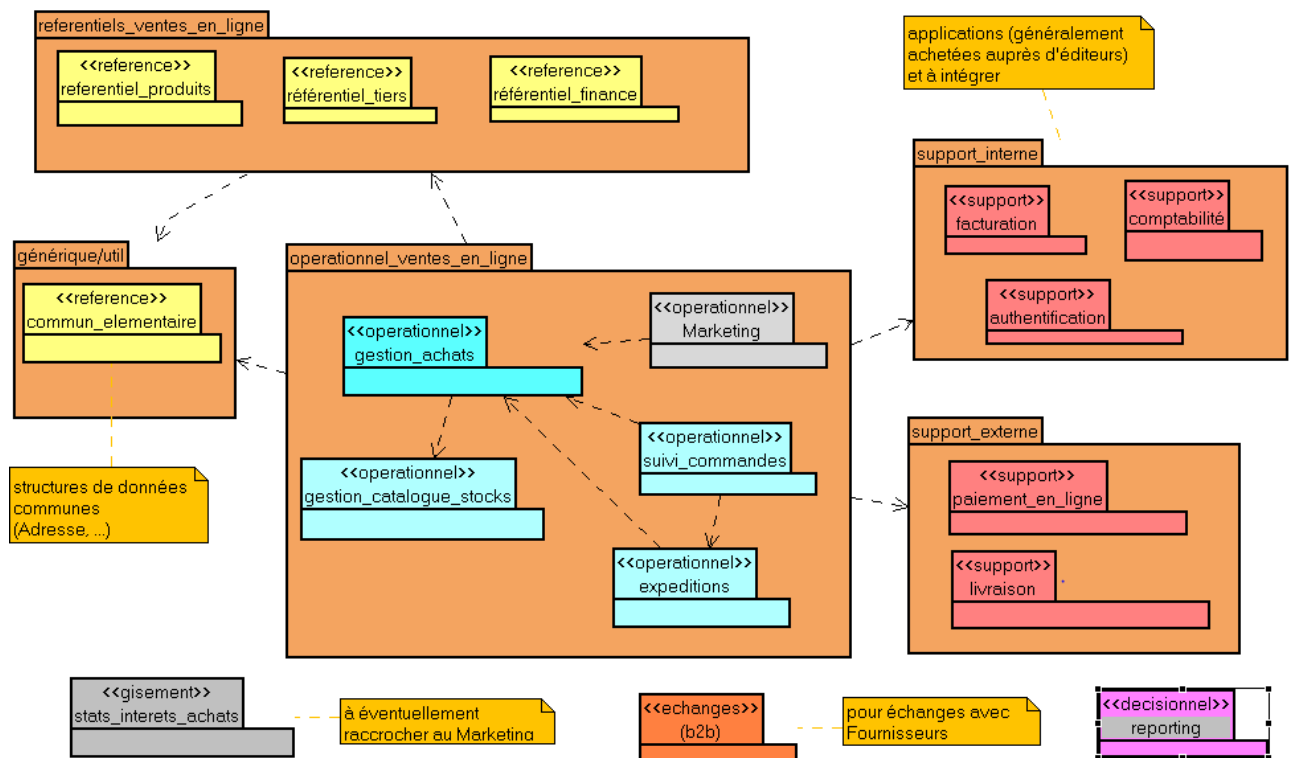 referentiels_ventes_en_ligne
<<reference>>
referentiel_produits
<<reference>>
référentiel_tiers
<<reference>>
référentiel_finance
applications (généralement
achetées auprès d'éditeurs)
et à intégrer
support_interne
<<support>>
facturation
<<support>>
comptabilité
<<support>>
authentification
générique/util
<<reference>>
commun_elementaire
structures de données
communes
(Adresse, ...)
operationnel_ventes_en_ligne
<<operationnel>>
gestion_achats
<<operationnel>>
Marketing
<<operationnel>>
suivi_commandes
<<operationnel>>
gestion_catalogue_stocks
<<operationnel>>
expeditions
support_externe
<<support>>
paiement_en_ligne
<<support>>
livraison
<<gisement>>
stats_interets_achats
à éventuellement
raccrocher au Marketing
<<echanges>>
(b2b)
pour échanges avec
Fournisseurs
<<decisionnel>>
reporting